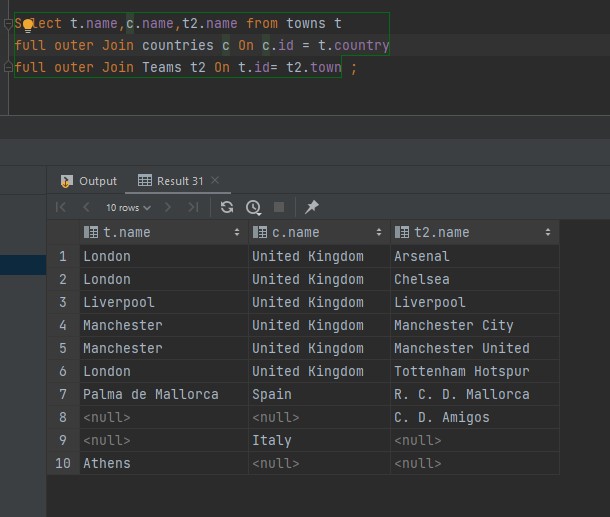 Select t.name,c.name,t2.name from towns t
full outer Join countries c On c.id = t.country
full outer Join Teams t2 On t.id= t2.town ;
Output Result 31
10 rows
t.name c.name t2.name
1 London United Kingdom Arsenal
2 London United Kingdom Chelsea
3 Liverpool United Kingdom Liverpool
4 Manchester United Kingdom Manchester City
5 Manchester United Kingdom Manchester United
6 London United Kingdom Tottenham Hotspur
7 Palma de Mallorca Spain R. C. D. Mallorca
8 <null> <null> C. D. Amigos
9 <null> Italy <null>
10 Athens <null> <null>